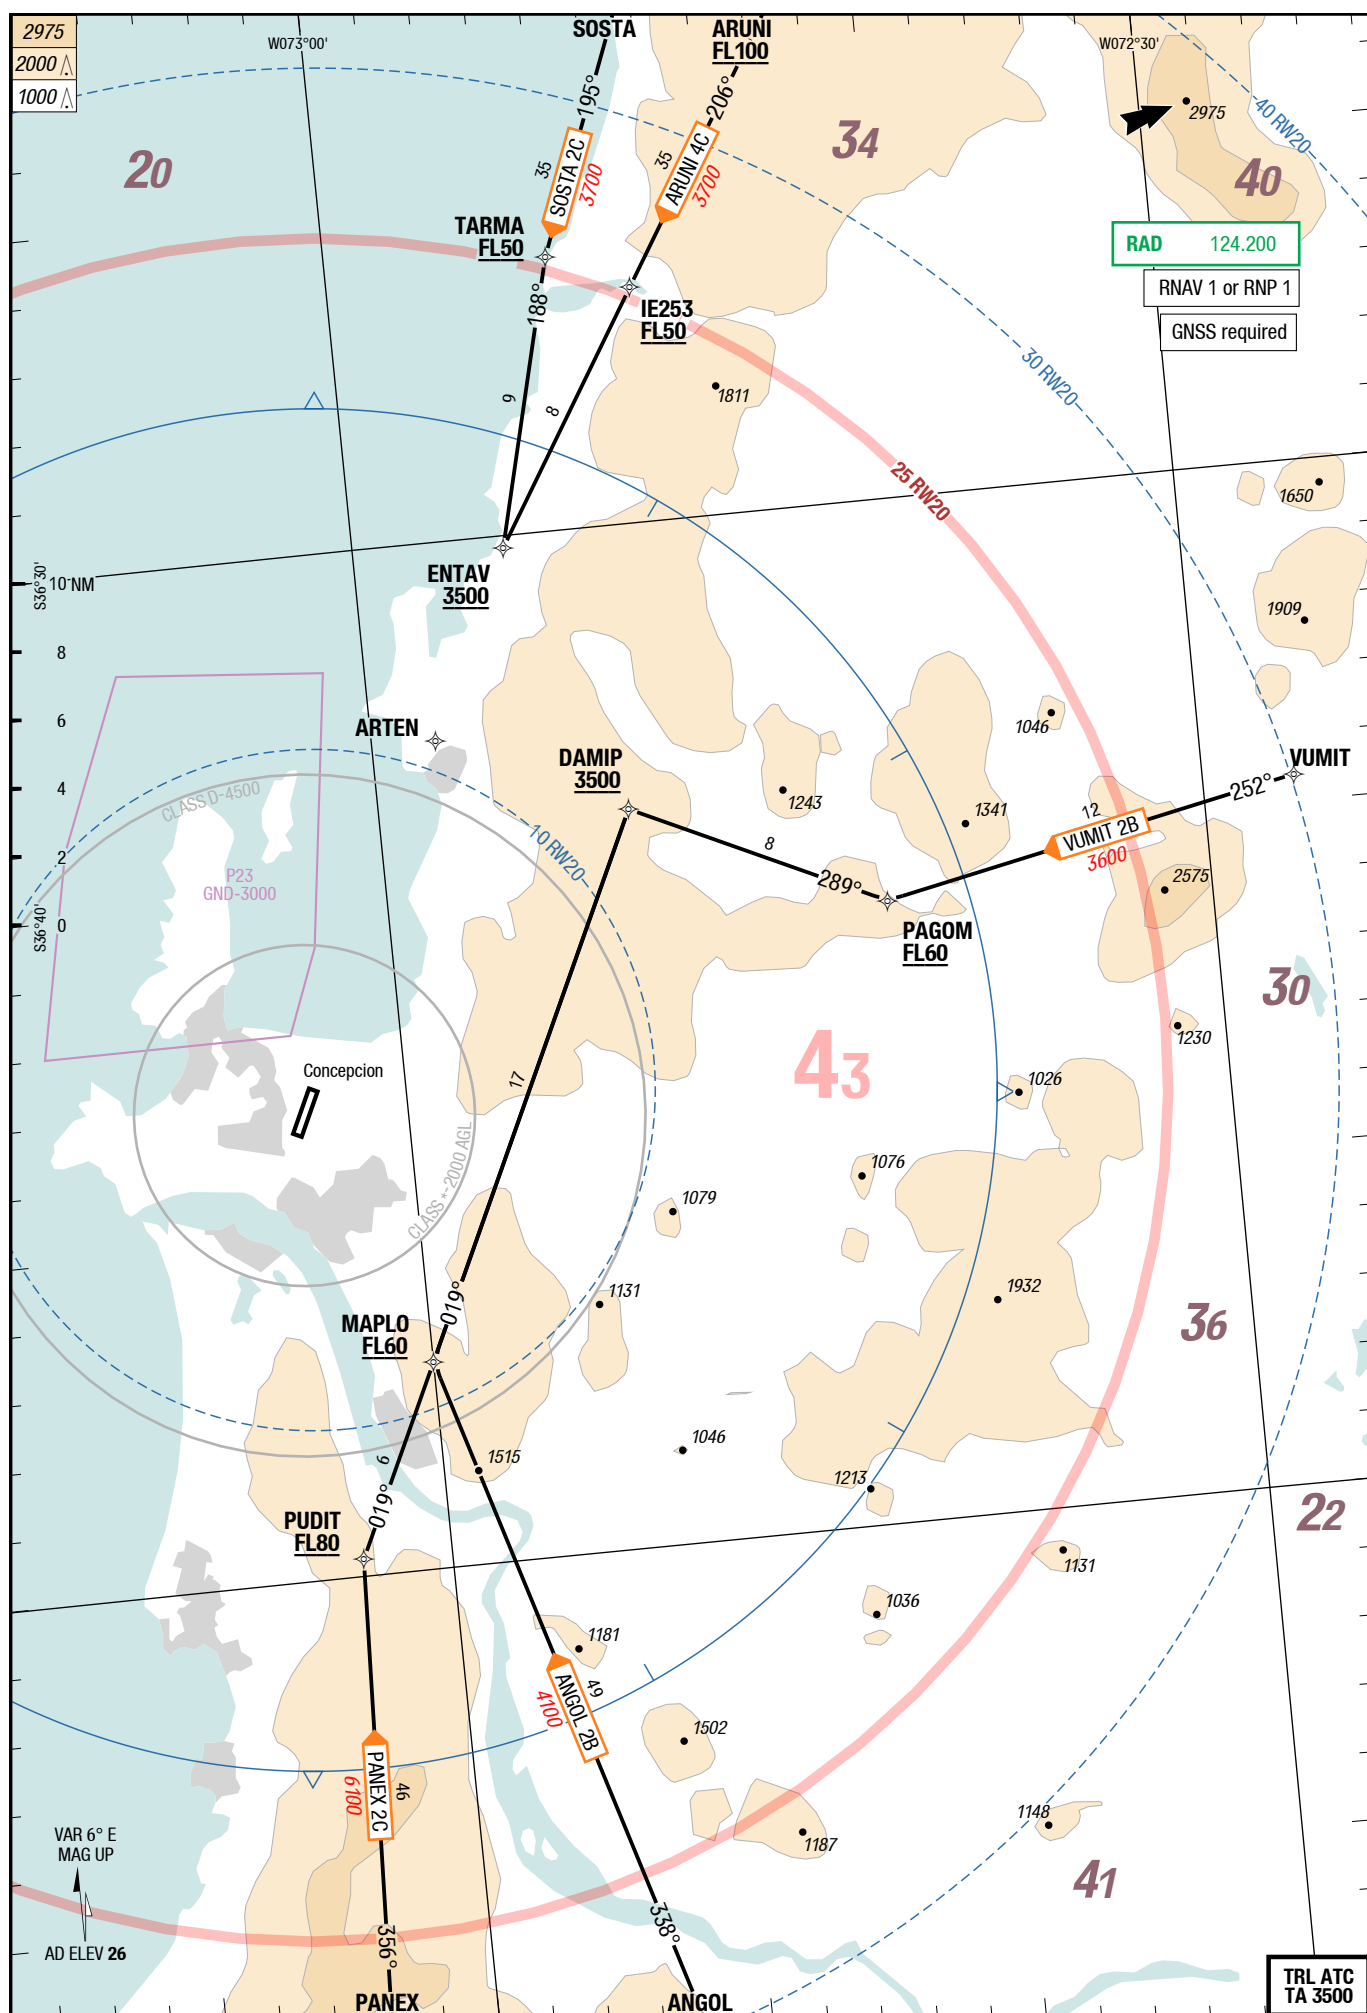 2975
2000
1000
W073°00'
SOSTA
ARUNI
FL100
W072°30'
195°
206°
2975
40 RW20
20
34
40
35
SOSTA 2C
3700
35
ARUNI 4C
3700
TARMA
FL50
RAD 124.200
RNAV 1 or RNP 1
GNSS required
188°
IE253
FL50
30 RW20
1811
9
8
25 RW20
1650
ENTAV
3500
S36°30'
10 NM
8
6
4
2
0
S36°40'
1909
ARTEN
1046
DAMIP
3500
VUMIT
252°
CLASS D-4500
1243
1341
12
VUMIT 2B
3600
10 RW20
8
289°
2575
P23
GND-3000
PAGOM
FL60
30
43
1230
Concepcion
17
1026
CLASS *-2000 AGL
1076
1079
019°
1131
1932
MAPLO
FL60
36
6
1515
1046
1213
019°
PUDIT
FL80
22
1131
1036
1181
49
ANGOL 2B
4100
1502
46
PANEX 2C
6100
1187
1148
VAR 6° E
MAG UP
41
AD ELEV 26
356°
338°
PANEX
ANGOL
TRL ATC
TA 3500